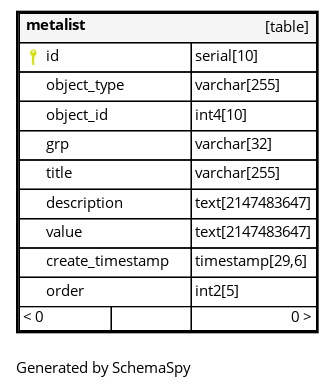 metalist [table]
id serial[10]
object_type varchar[255]
object_id int4[10]
grp varchar[32]
title varchar[255]
description text[2147483647]
value text[2147483647]
create_timestamp timestamp[29,6]
order int2[5]
< 0 0 >
Generated by SchemaSpy